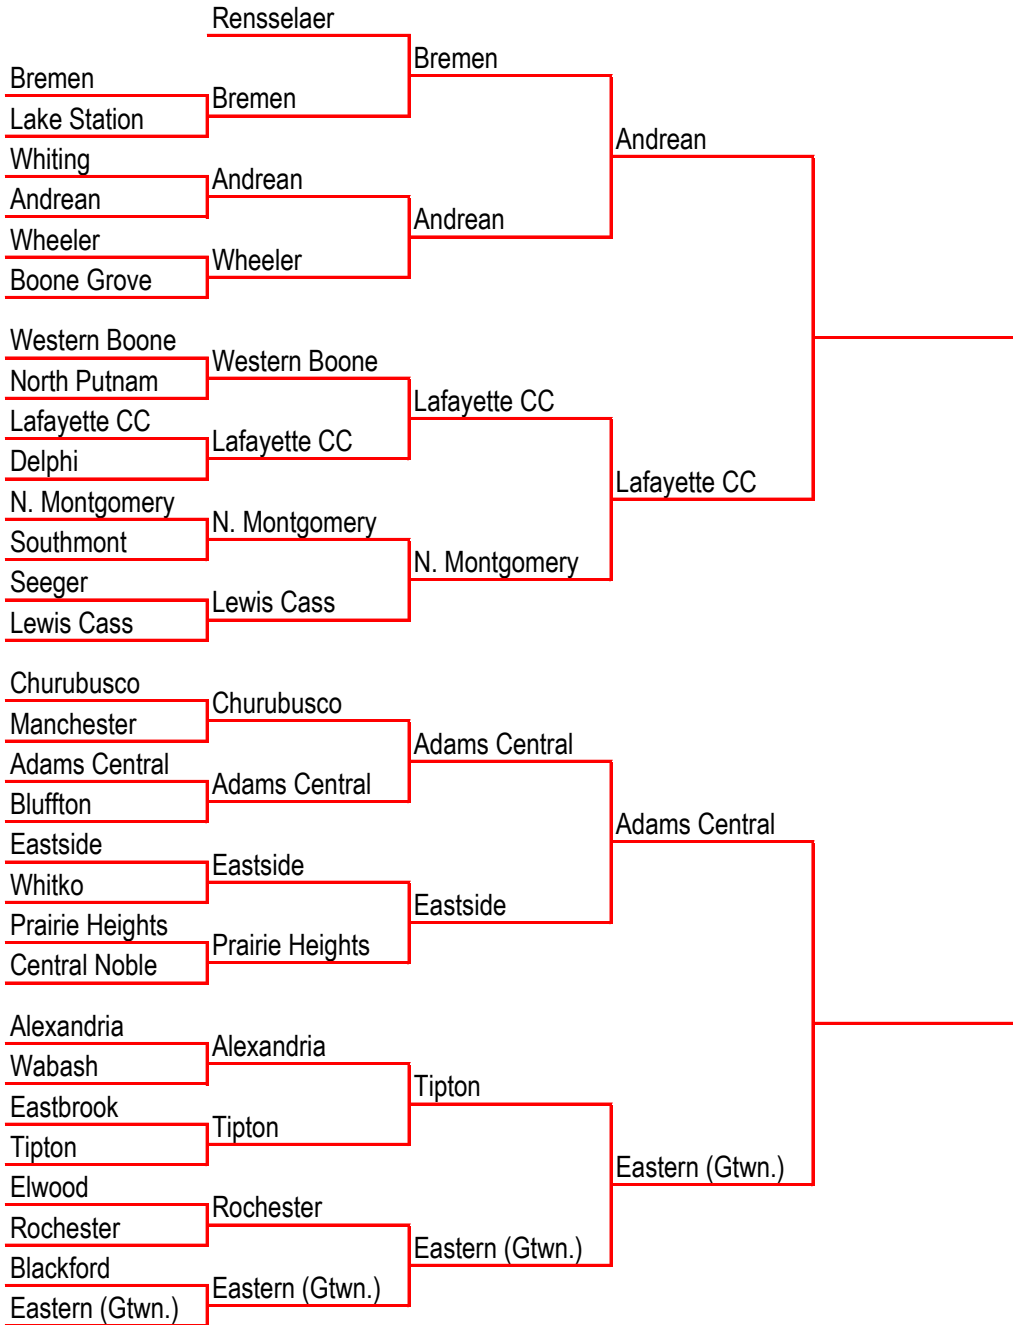 Rensselaer
Bremen
Bremen
Bremen
Lake Station
Andrean
Whiting
Andrean
Andrean
Andrean
Wheeler
Wheeler
Boone Grove
Western Boone
Western Boone
North Putnam
Lafayette CC
Lafayette CC
Lafayette CC
Delphi
Lafayette CC
N. Montgomery
N. Montgomery
Southmont
N. Montgomery
Seeger
Lewis Cass
Lewis Cass
Churubusco
Churubusco
Manchester
Adams Central
Adams Central
Adams Central
Bluffton
Adams Central
Eastside
Eastside
Whitko
Eastside
Prairie Heights
Prairie Heights
Central Noble
Alexandria
Alexandria
Wabash
Tipton
Eastbrook
Tipton
Tipton
Eastern (Gtwn.)
Elwood
Rochester
Rochester
Eastern (Gtwn.)
Blackford
Eastern (Gtwn.)
Eastern (Gtwn.)